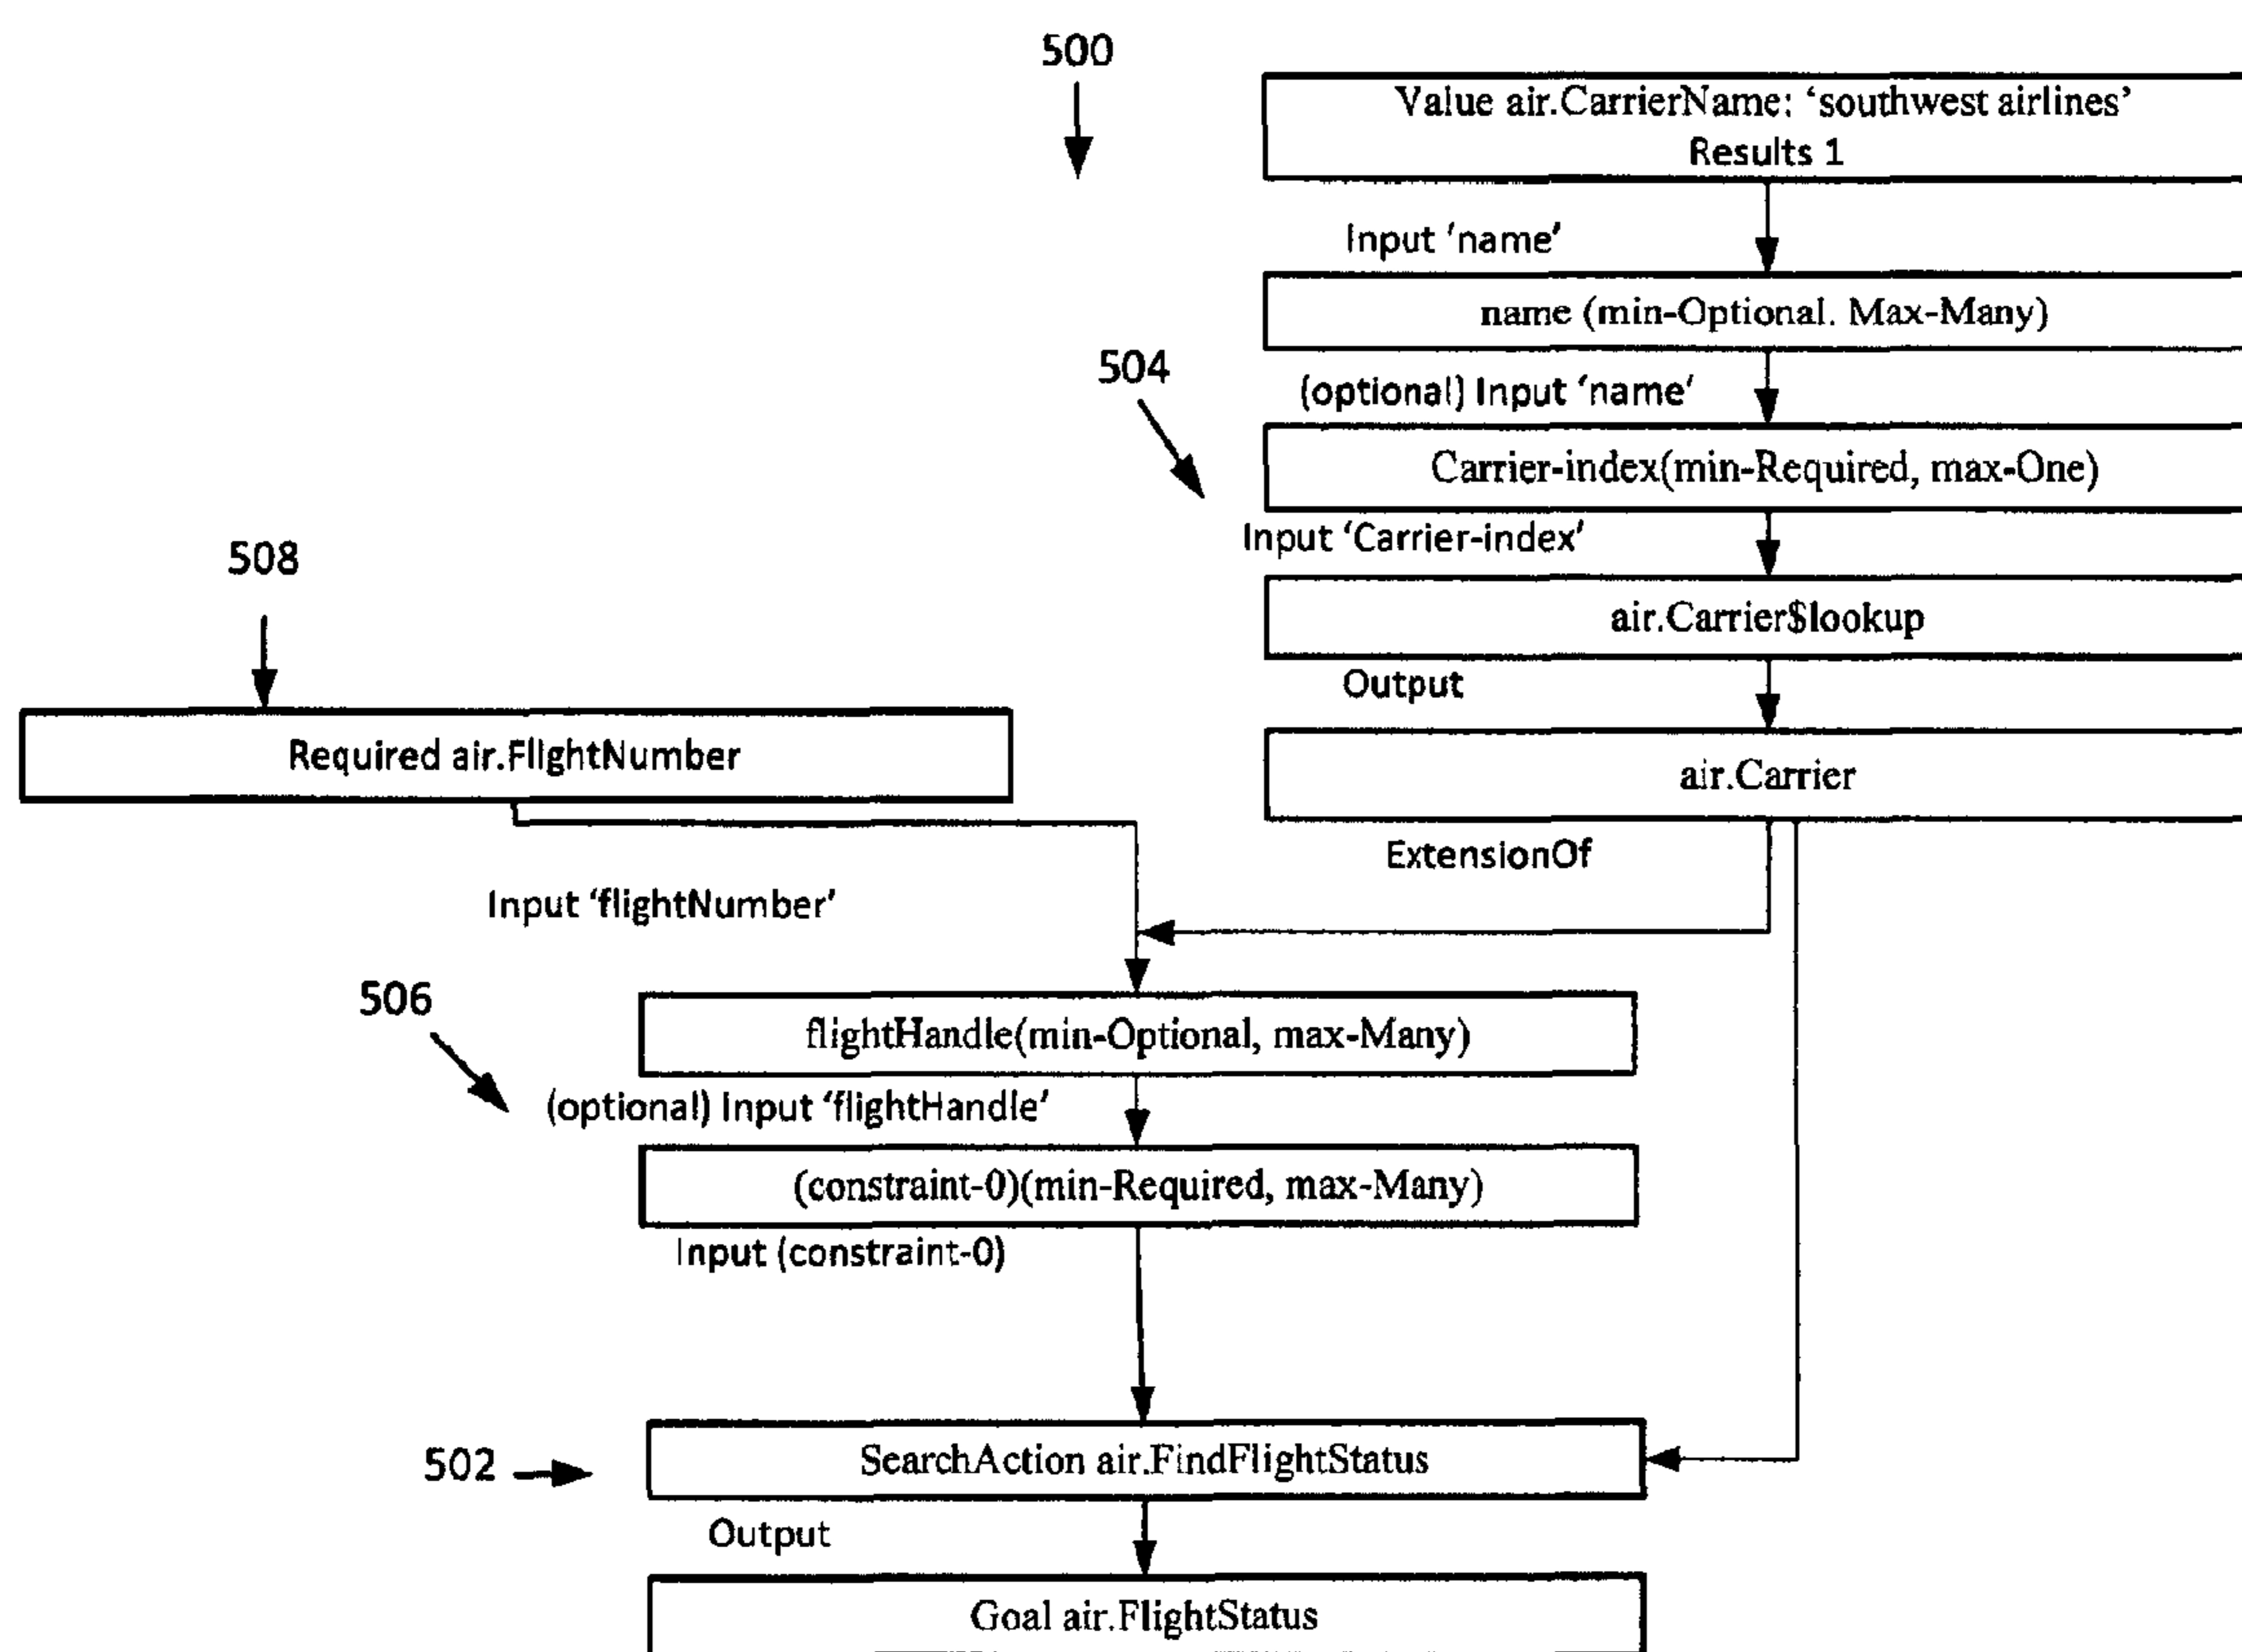 500
Value air.CarrierName: ‘southwest airlines’
Results 1
Input ‘name’
name (min-Optional. Max-Many)
504
(optional) Input ‘name’
Carrier-index(min-Required, max-One)
Input ‘Carrier-index’
508
air.Carrier$lookup
Output
Required air.FlightNumber
air.Carrier
ExtensionOf
Input ‘flightNumber’
506
flightHandle(min-Optional, max-Many)
(optional) Input ‘flightHandle’
(constraint-0)(min-Required, max-Many)
Input (constraint-0)
502
SearchAction air.FindFlightStatus
Output
Goal air.FlightStatus